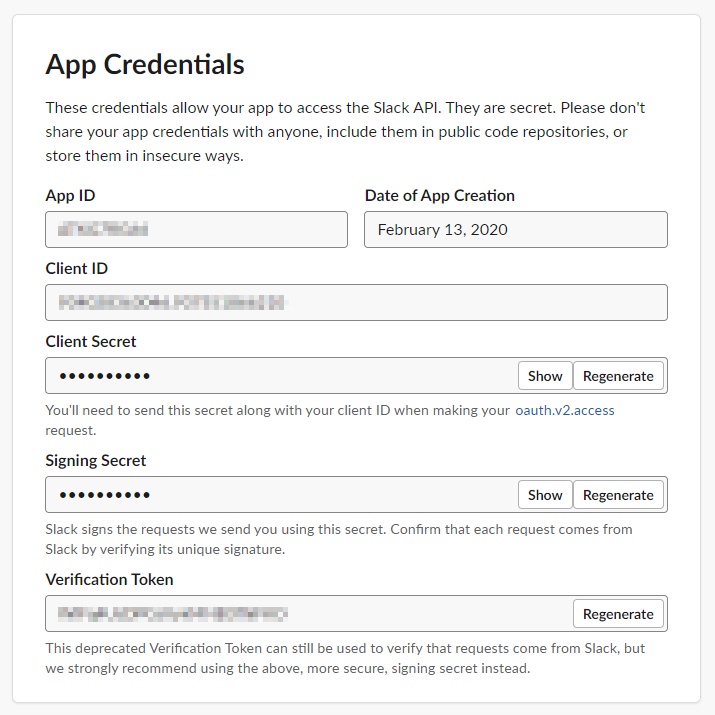 App Credentials
These credentials allow your app to access the Slack API. They are secret. Please don't
share your app credentials with anyone, include them in public code repositories, or
store them in insecure ways.
App ID
Date of App Creation
February 13, 2020
Client ID
Client Secret
•••••••••• Show Regenerate
You'll need to send this secret along with your client ID when making your oauth.v2.access
request.
Signing Secret
•••••••••• Show Regenerate
Slack signs the requests we send you using this secret. Confirm that each request comes from
Slack by verifying its unique signature.
Verification Token
Regenerate
This deprecated Verification Token can still be used to verify that requests come from Slack, but
we strongly recommend using the above, more secure, signing secret instead.